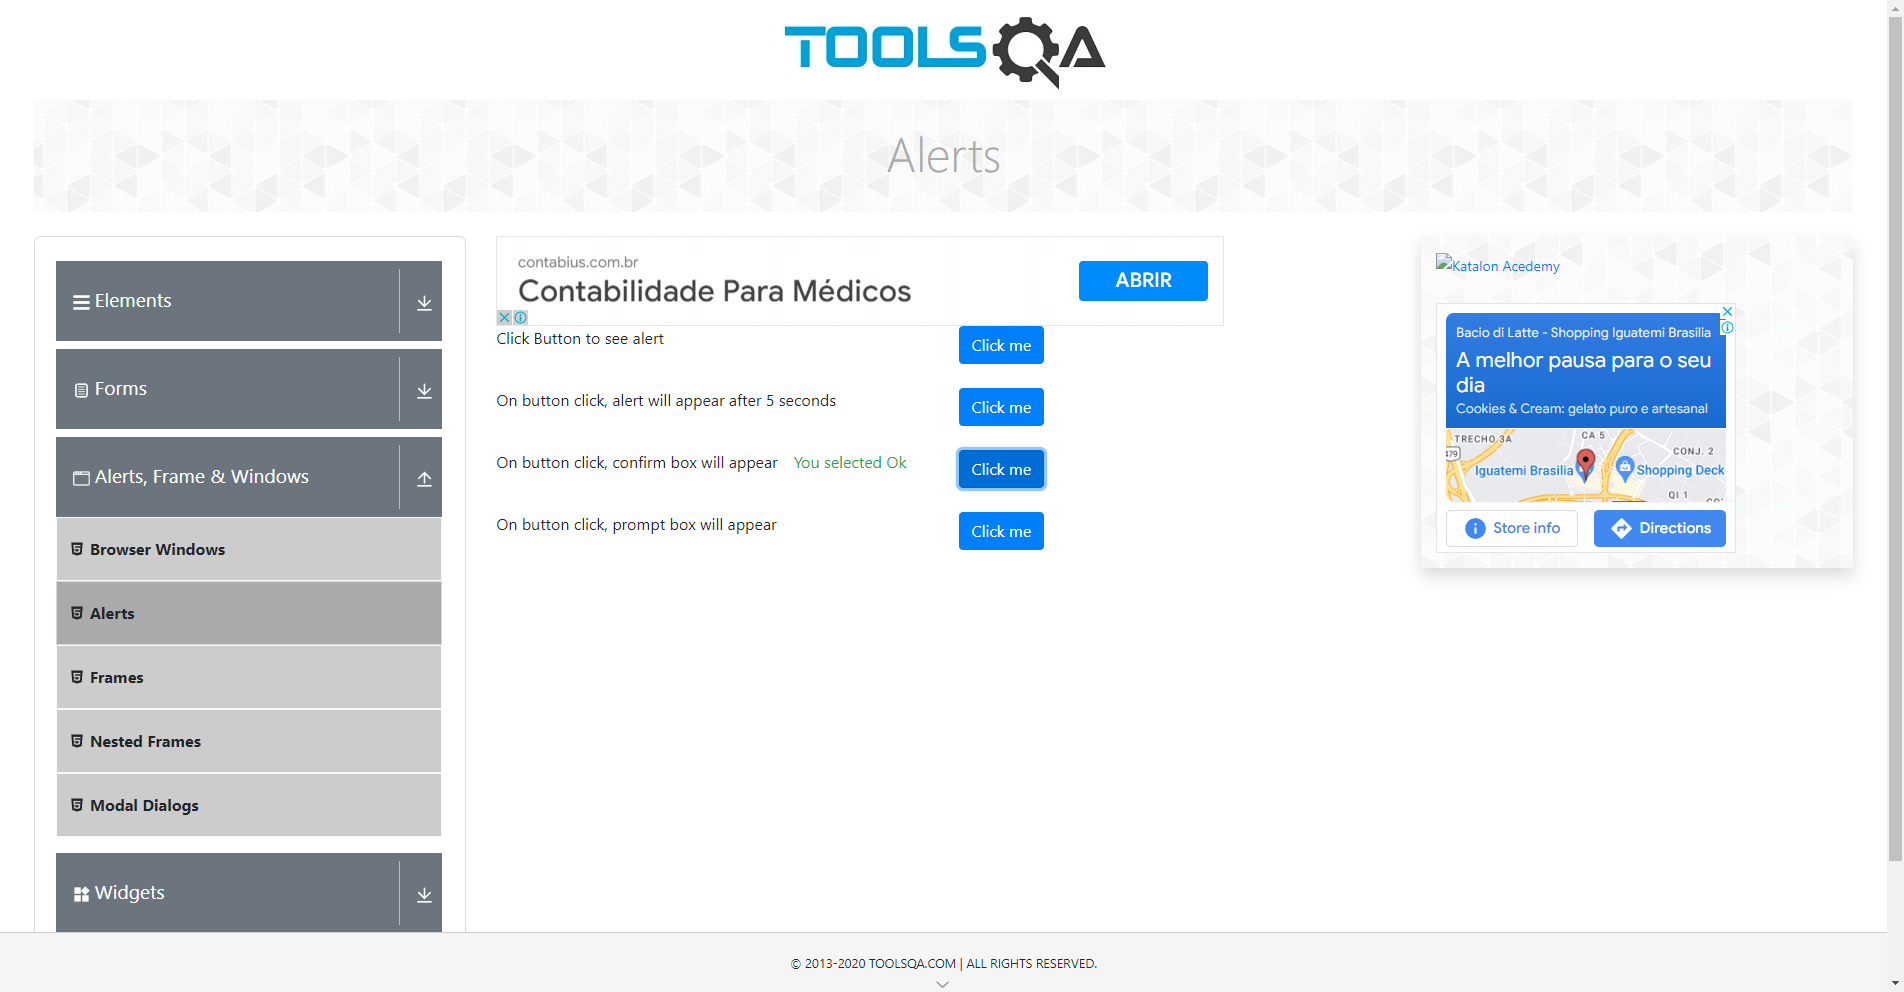 TOOLSQA
Alerts
Elements
Forms
Alerts, Frame & Windows
Browser Windows
Alerts
Frames
Nested Frames
Modal Dialogs
Widgets
contabius.com.br
Contabilidade Para Médicos
ABRIR
Click Button to see alert
Click me
On button click, alert will appear after 5 seconds
Click me
On button click, confirm box will appear You selected Ok
Click me
On button click, prompt box will appear
Click me
Katalon Acedemy
Bacio di Latte - Shopping Iguatemi Brasilia
A melhor pausa para o seu
dia
Cookies & Cream: gelato puro e artesanal
TRECHO 3A
CA 5
CONJ. 2
479
Iguatemi Brasilia
Shopping Deck
QI 1
Store info
Directions
© 2013-2020 TOOLSQA.COM | ALL RIGHTS RESERVED.